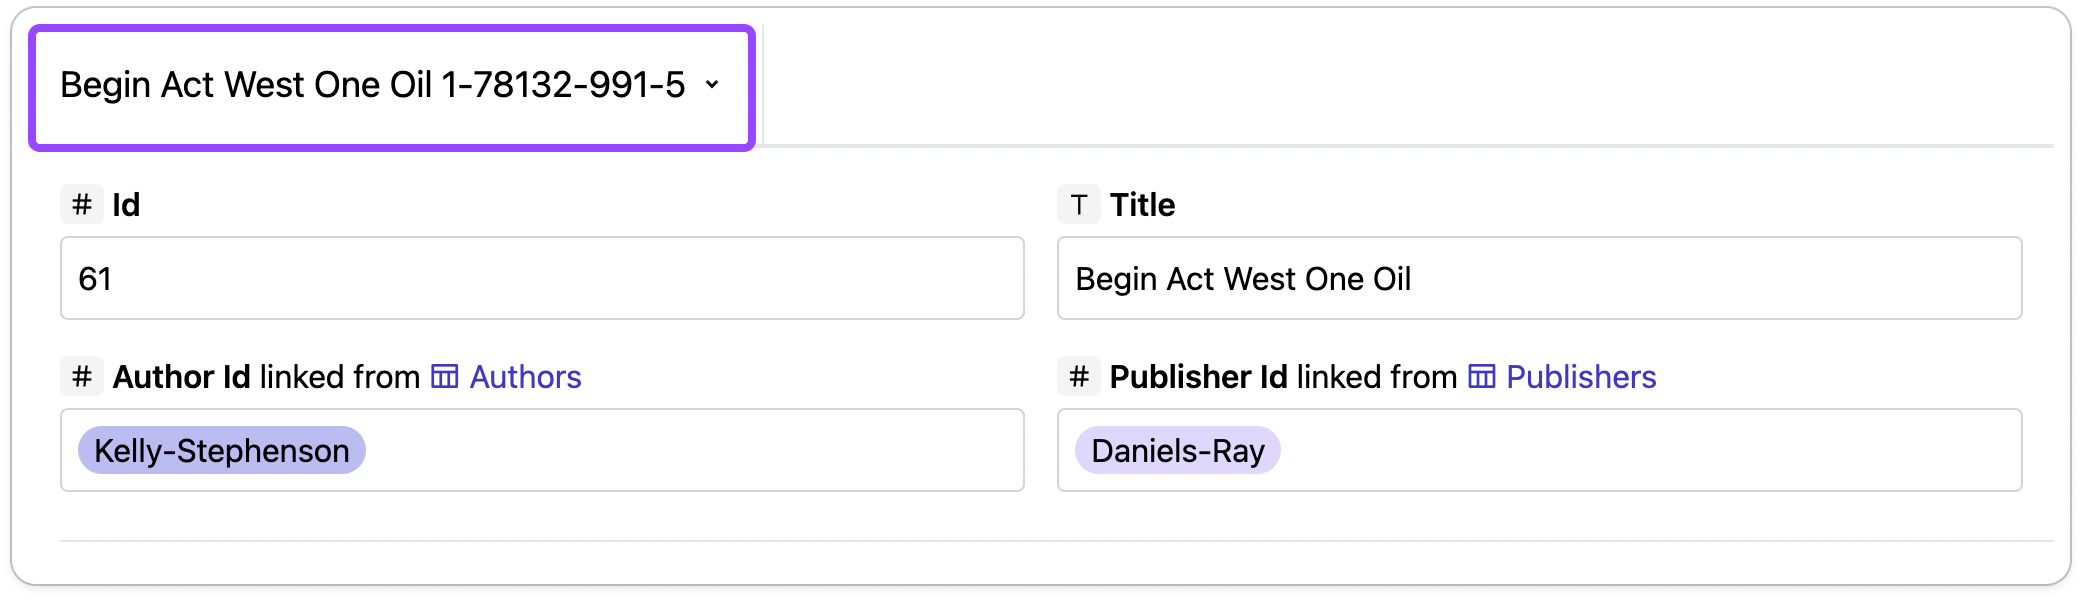 Begin Act West One Oil 1-78132-991-5
# Id
T Title
61
Begin Act West One Oil
# Author Id linked from Authors
# Publisher Id linked from Publishers
Kelly-Stephenson
Daniels-Ray